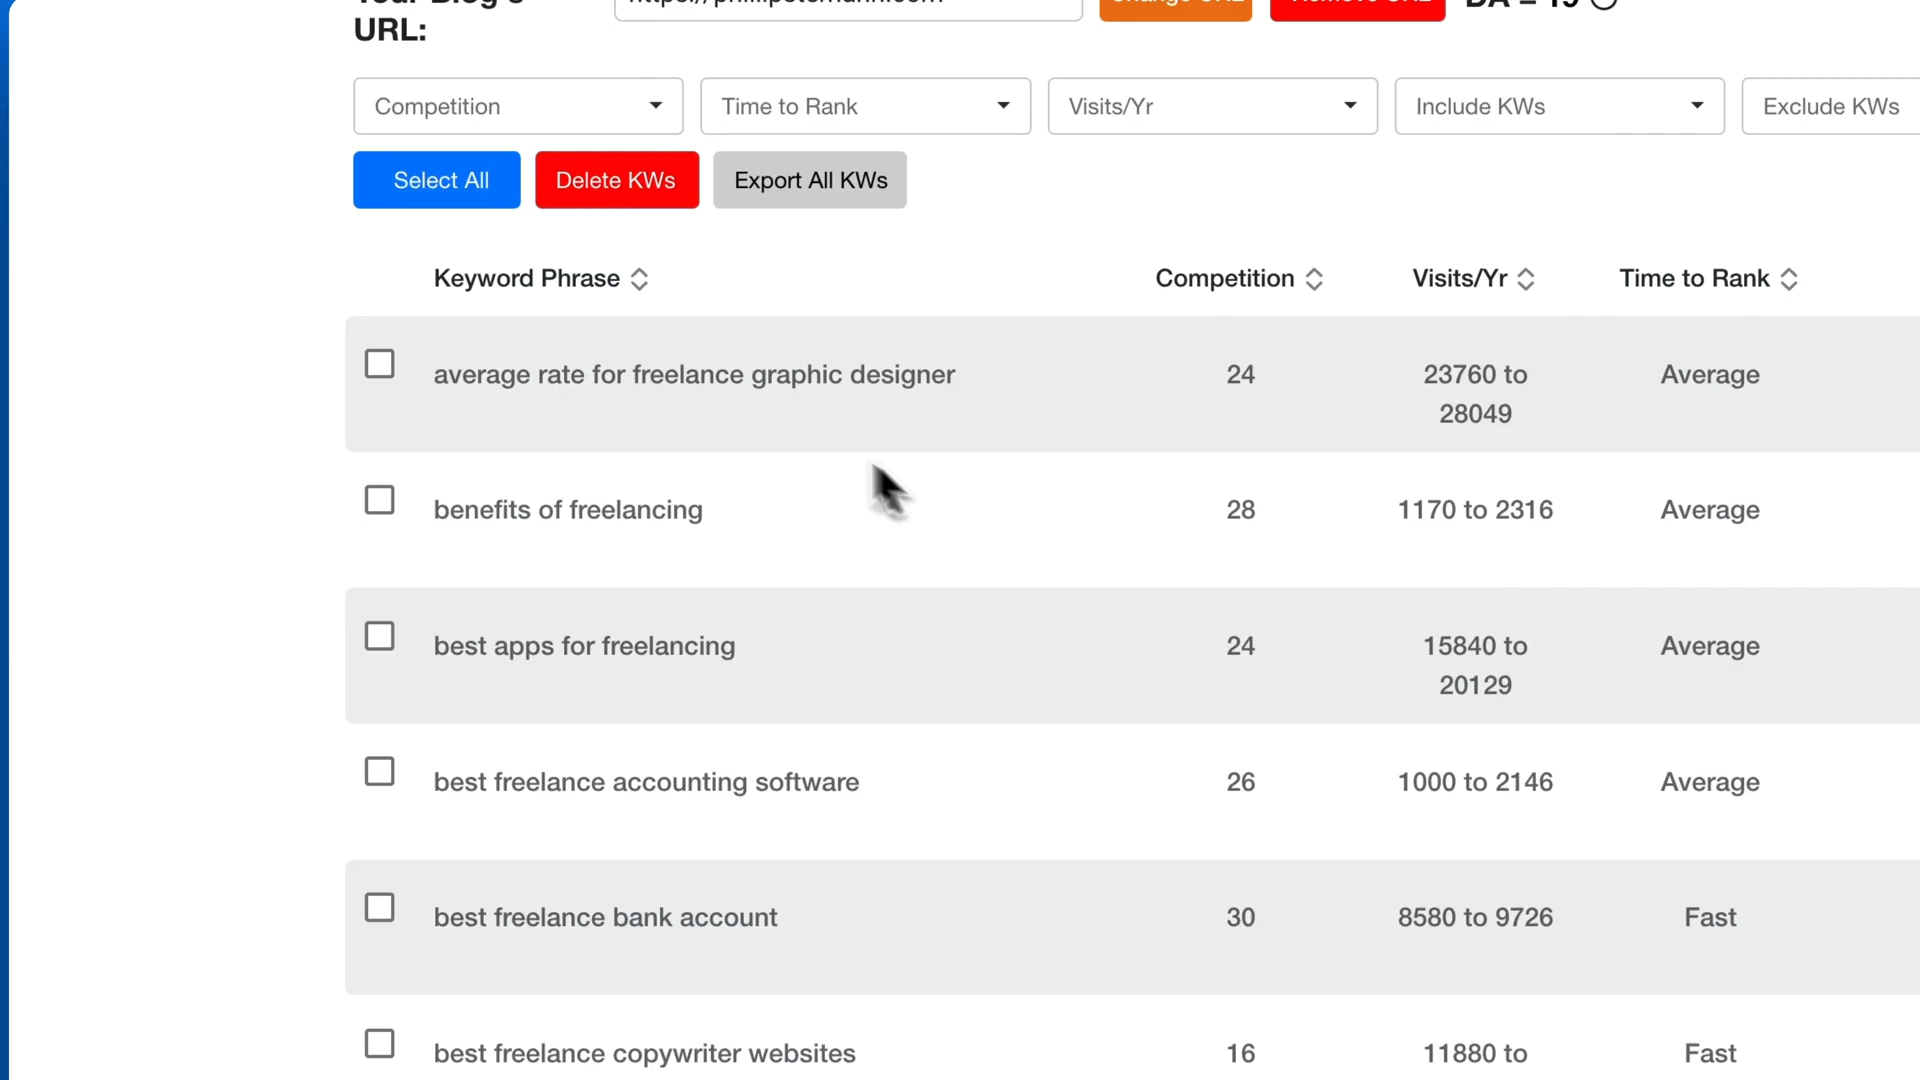 URL:
Competition Time to Rank Visits/Yr Include KWs Exclude KWs
Select All Delete KWs Export All KWs
Keyword Phrase Competition Visits/Yr Time to Rank
average rate for freelance graphic designer 24 23760 to Average
28049
benefits of freelancing 28 1170 to 2316 Average
best apps for freelancing 24 15840 to Average
20129
best freelance accounting software 26 1000 to 2146 Average
best freelance bank account 30 8580 to 9726 Fast
best freelance copywriter websites 16 11880 to Fast